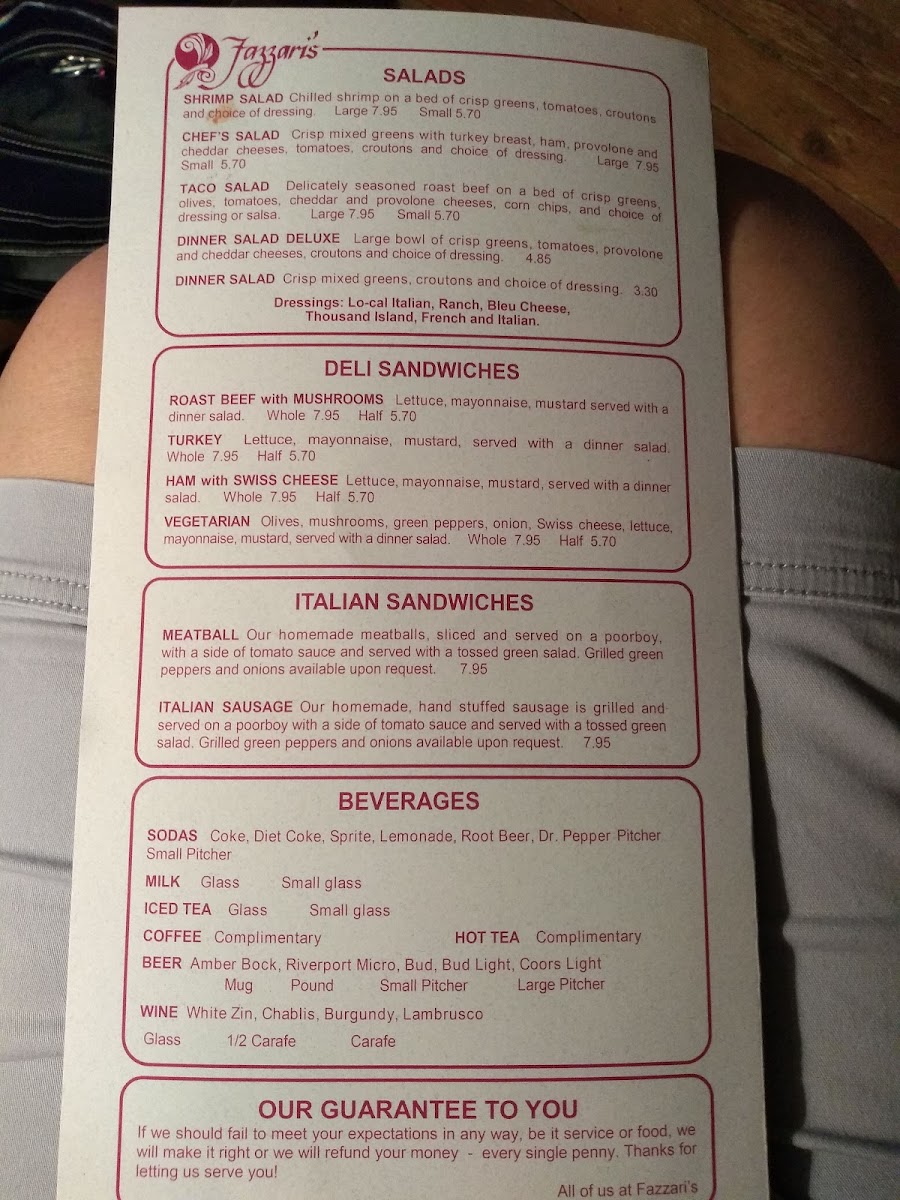 Fazzari's
SALADS
SHRIMP SALAD Chilled shrimp on a bed of crisp greens, tomatoes, croutons
and choice of dressing. Large 7.95 Small 5.70
CHEF'S SALAD Crisp mixed greens with turkey breast, ham, provolone and
cheddar cheeses, tomatoes, croutons and choice of dressing. Large 7.95
Small 5.70
TACO SALAD Delicately seasoned roast beef on a bed of crisp greens,
olives, tomatoes, cheddar and provolone cheeses, corn chips, and choice of
dressing or salsa. Large 7.95 Small 5.70
DINNER SALAD DELUXE Large bowl of crisp greens, tomatoes, provolone
and cheddar cheeses, croutons and choice of dressing. 4.85
DINNER SALAD Crisp mixed greens, croutons and choice of dressing. 3.30
Dressings: Lo-cal Italian, Ranch, Bleu Cheese,
Thousand Island, French and Italian.
DELI SANDWICHES
ROAST BEEF with MUSHROOMS Lettuce, mayonnaise, mustard served with a
dinner salad. Whole 7.95 Half 5.70
TURKEY Lettuce, mayonnaise, mustard, served with a dinner salad.
Whole 7.95 Half 5.70
HAM with SWISS CHEESE Lettuce, mayonnaise, mustard, served with a dinner
salad. Whole 7.95 Half 5.70
VEGETARIAN Olives, mushrooms, green peppers, onion, Swiss cheese, lettuce,
mayonnaise, mustard, served with a dinner salad. Whole 7.95 Half 5.70
ITALIAN SANDWICHES
MEATBALL Our homemade meatballs, sliced and served on a poorboy,
with a side of tomato sauce and served with a tossed green salad. Grilled green
peppers and onions available upon request. 7.95
ITALIAN SAUSAGE Our homemade, hand stuffed sausage is grilled and
served on a poorboy with a side of tomato sauce and served with a tossed green
salad. Grilled green peppers and onions available upon request. 7.95
BEVERAGES
SODAS Coke, Diet Coke, Sprite, Lemonade, Root Beer, Dr. Pepper Pitcher
Small Pitcher
MILK Glass Small glass
ICED TEA Glass Small glass
COFFEE Complimentary HOT TEA Complimentary
BEER Amber Bock, Riverport Micro, Bud, Bud Light, Coors Light
Mug Pound Small Pitcher Large Pitcher
WINE White Zin, Chablis, Burgundy, Lambrusco
Glass 1/2 Carafe Carafe
OUR GUARANTEE TO YOU
If we should fail to meet your expectations in any way, be it service or food, we
will make it right or we will refund your money - every single penny. Thanks for
letting us serve you!
All of us at Fazzari's